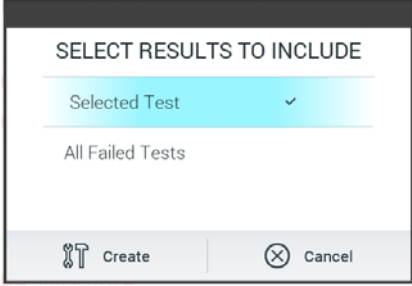 SELECT RESULTS TO INCLUDE
Selected Test
All Failed Tests
Create
Cancel